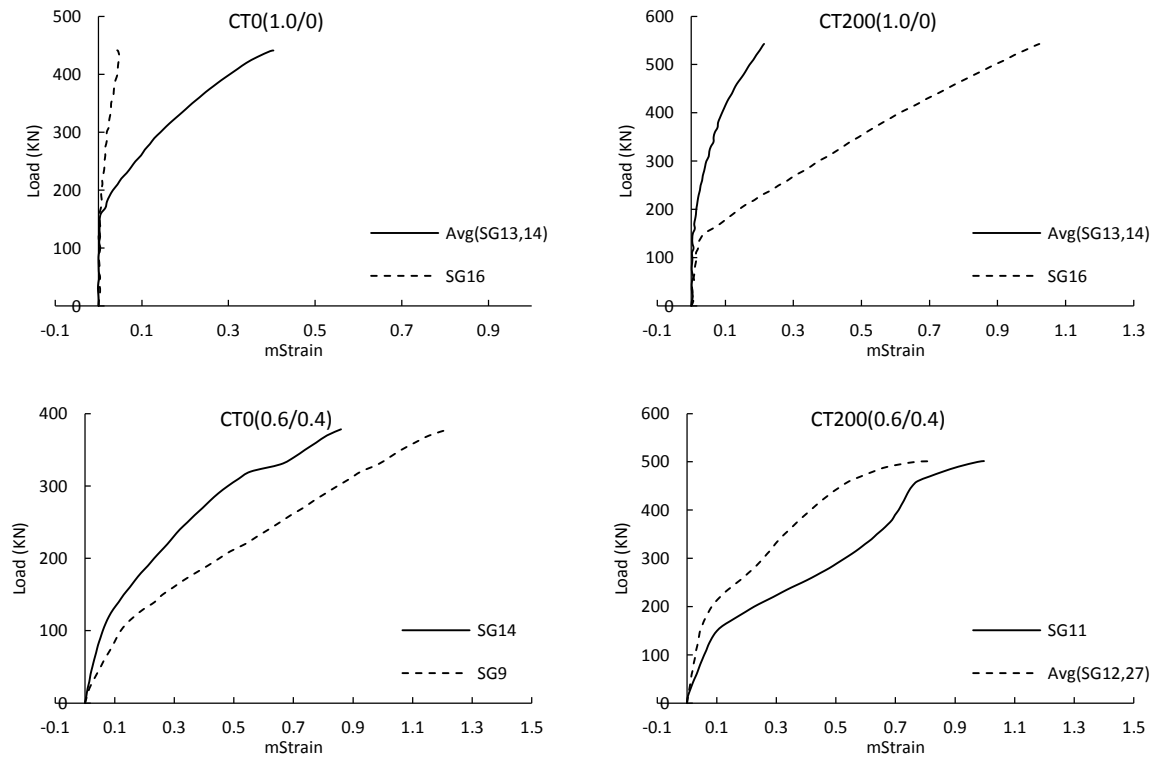 CT0(1.0/0)
500
400
300
200
100
0
Load (KN)
-0.1 0.1 0.3 0.5 0.7 0.9
mStrain
Avg(SG13,14)
SG16
CT200(1.0/0)
600
500
400
300
200
100
0
Load (KN)
-0.1 0.1 0.3 0.5 0.7 0.9 1.1 1.3
mStrain
Avg(SG13,14)
SG16
CT0(0.6/0.4)
400
300
200
100
0
Load (KN)
-0.1 0.1 0.3 0.5 0.7 0.9 1.1 1.3 1.5
mStrain
SG14
SG9
CT200(0.6/0.4)
600
500
400
300
200
100
0
Load (KN)
-0.1 0.1 0.3 0.5 0.7 0.9 1.1 1.3 1.5
mStrain
SG11
Avg(SG12,27)